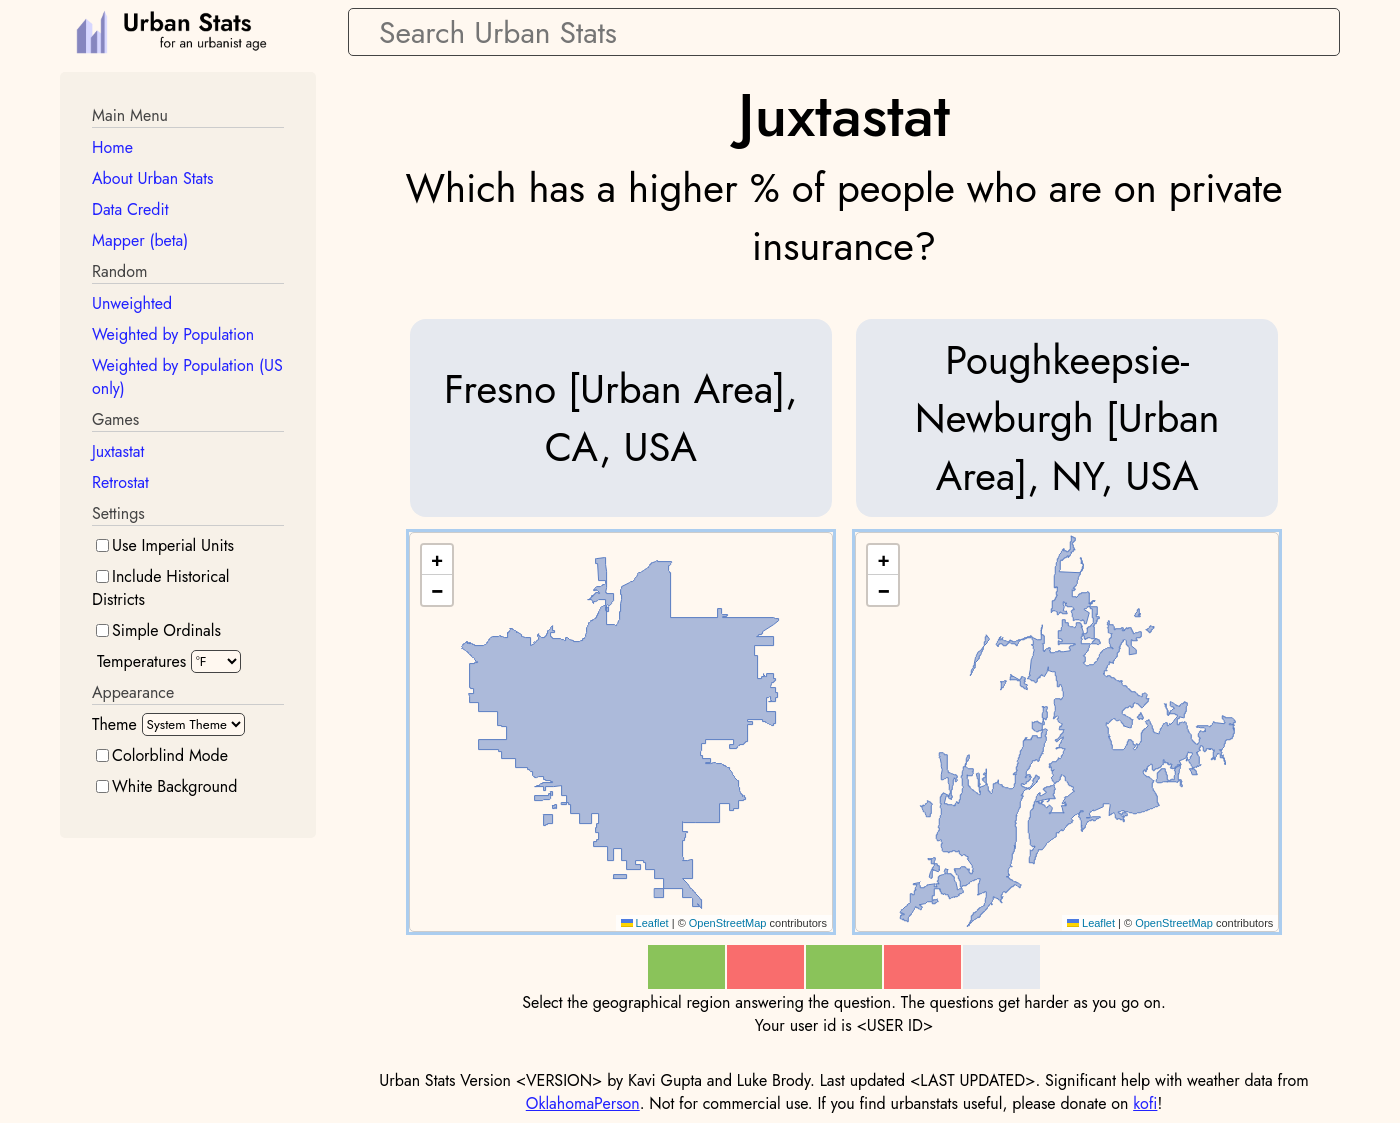 Urban Stats
for an urbanist age
Search Urban Stats
Main Menu
Home
About Urban Stats
Data Credit
Mapper (beta)
Random
Unweighted
Weighted by Population
Weighted by Population (US
only)
Games
Juxtastat
Retrostat
Settings
Use Imperial Units
Include Historical
Districts
Simple Ordinals
Temperatures °F
Appearance
Theme System Theme
Colorblind Mode
White Background
Juxtastat
Which has a higher % of people who are on private
insurance?
Fresno [Urban Area],
CA, USA
Poughkeepsie-
Newburgh [Urban
Area], NY, USA
+
−
Leaflet | © OpenStreetMap contributors
+
−
Leaflet | © OpenStreetMap contributors
Select the geographical region answering the question. The questions get harder as you go on.
Your user id is <USER ID>
Urban Stats Version <VERSION> by Kavi Gupta and Luke Brody. Last updated <LAST UPDATED>. Significant help with weather data from
OklahomaPerson. Not for commercial use. If you find urbanstats useful, please donate on kofi!